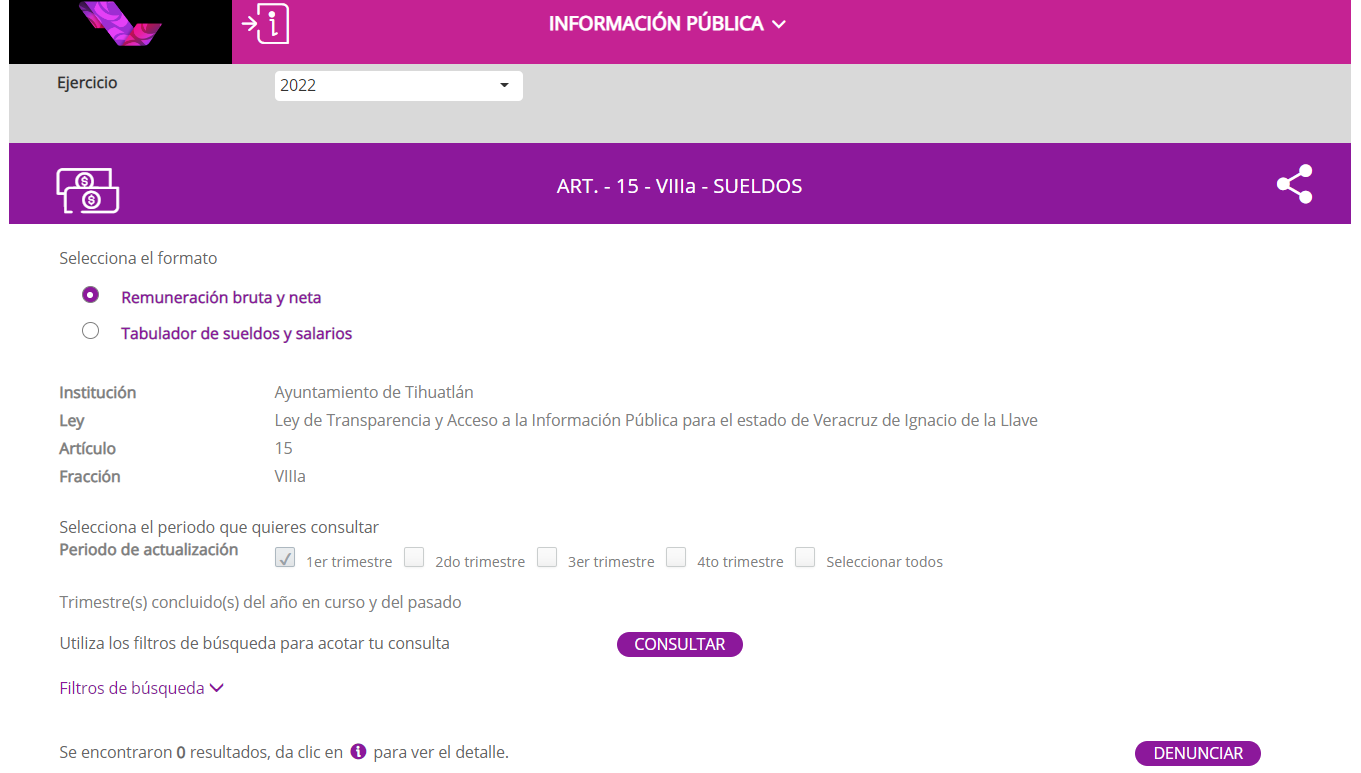 INFORMACIÓN PÚBLICA
Ejercicio 2022
ART. - 15 - VIIIa - SUELDOS
Selecciona el formato
Remuneración bruta y neta
Tabulador de sueldos y salarios
Institución Ayuntamiento de Tihuatlán
Ley Ley de Transparencia y Acceso a la Información Pública para el estado de Veracruz de Ignacio de la Llave
Artículo 15
Fracción VIIIa
Selecciona el periodo que quieres consultar
Periodo de actualización 1er trimestre 2do trimestre 3er trimestre 4to trimestre Seleccionar todos
Trimestre(s) concluido(s) del año en curso y del pasado
Utiliza los filtros de búsqueda para acotar tu consulta CONSULTAR
Filtros de búsqueda
Se encontraron 0 resultados, da clic en i para ver el detalle. DENUNCIAR